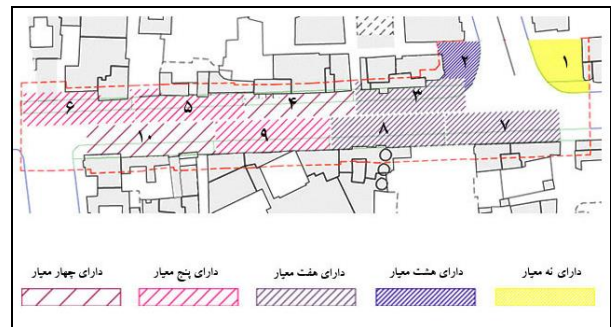 ۱
۲
۳
۴
۵
۶
۷
۸
۹
۱۰
دارای نه معیار
دارای هشت معیار
دارای هفت معیار
دارای پنج معیار
دارای چهار معیار